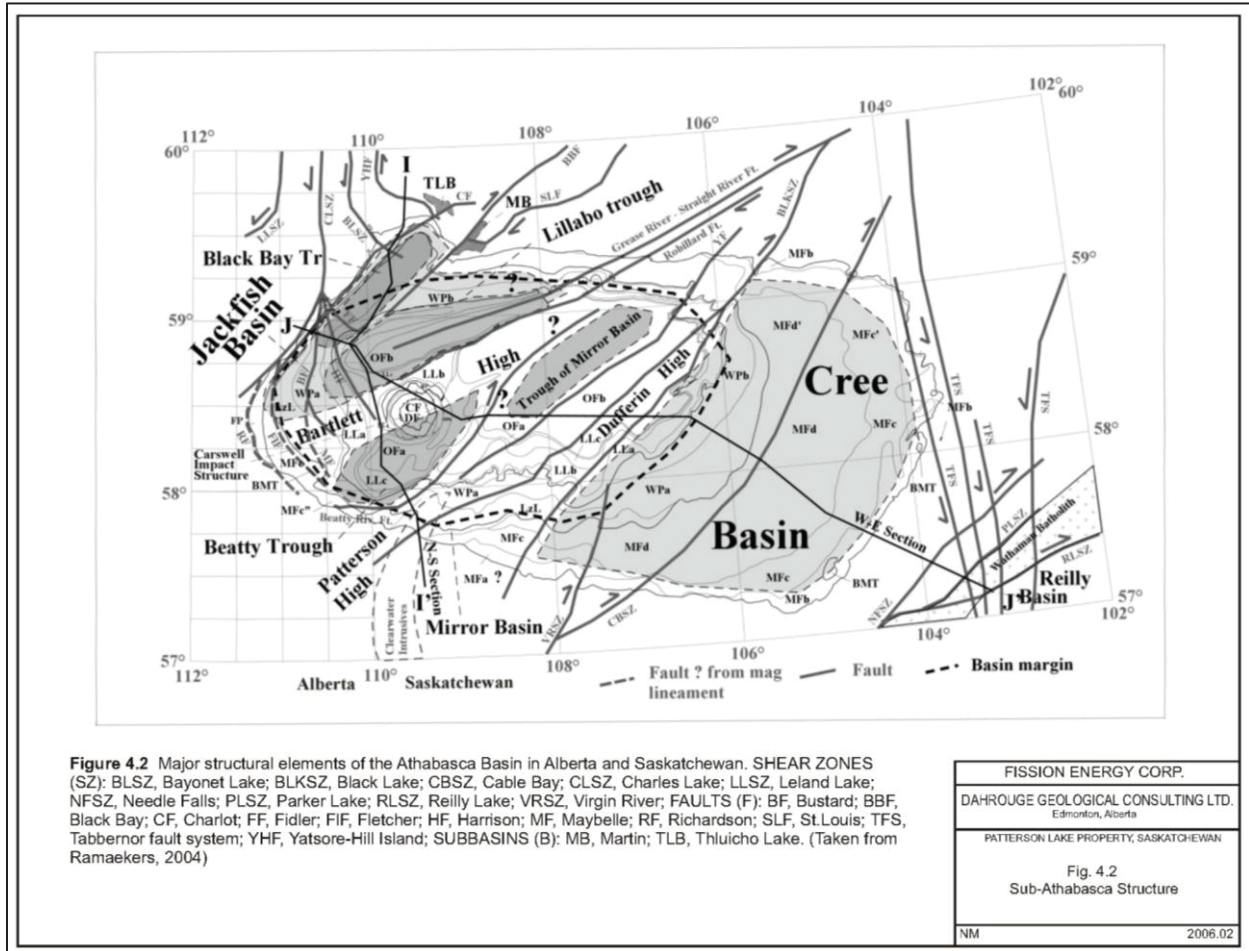 112°
110°
108°
106°
104°
102°
60°
60°
I
YHF
TLB
CF
BBF
MB
SLF
LLSZ
CLSZ
BLSZ
Lillabo trough
Grease River - Straight River Ft.
Robillard Ft.
YF
BLKSZ
MFb
59°
Black Bay Tr
Jackfish
Basin
WPb
?
59°
J
OFb
High
?
Trough of Mirror Basin
MFd'
MFc'
BF
HF
LLb
High
WPb
Cree
TFS
TFS
WPa
LzL
CF
DF
?
OFb
Dufferin
MFb
FP
Bartlett
LLa
OFa
LLc
MFd
MFc
58°
RF
FIF
MF
OFa
LLa
TFS
Carswell
Impact
Structure
LLc
LLb
TFS
58°
BMT
WPa
WPa
BMT
MFc"
Beatty Riv. Ft.
LzL
W-E Section
PLSZ
Wathaman Batholith
Beatty Trough
MFc
MFd
Basin
RLSZ
Patterson
High
N-S Section
MFa ?
MFc
BMT
Reilly
Basin
MFb
J'
I'
Mirror Basin
VRSZ
CBSZ
NFSZ
57°
Clearwater
Intrusives
104°
102°
57°
106°
112°
110°
108°
Alberta
Saskatchewan
Fault ? from mag
lineament
Fault
Basin margin
Figure 4.2 Major structural elements of the Athabasca Basin in Alberta and Saskatchewan. SHEAR ZONES
(SZ): BLSZ, Bayonet Lake; BLKSZ, Black Lake; CBSZ, Cable Bay; CLSZ, Charles Lake; LLSZ, Leland Lake;
NFSZ, Needle Falls; PLSZ, Parker Lake; RLSZ, Reilly Lake; VRSZ, Virgin River; FAULTS (F): BF, Bustard; BBF,
Black Bay; CF, Charlot; FF, Fidler; FIF, Fletcher; HF, Harrison; MF, Maybelle; RF, Richardson; SLF, St.Louis; TFS,
Tabbernor fault system; YHF, Yatsore-Hill Island; SUBBASINS (B): MB, Martin; TLB, Thluicho Lake. (Taken from
Ramaekers, 2004)
FISSION ENERGY CORP.
DAHROUGE GEOLOGICAL CONSULTING LTD.
Edmonton, Alberta
PATTERSON LAKE PROPERTY, SASKATCHEWAN
Fig. 4.2
Sub-Athabasca Structure
NM
2006.02